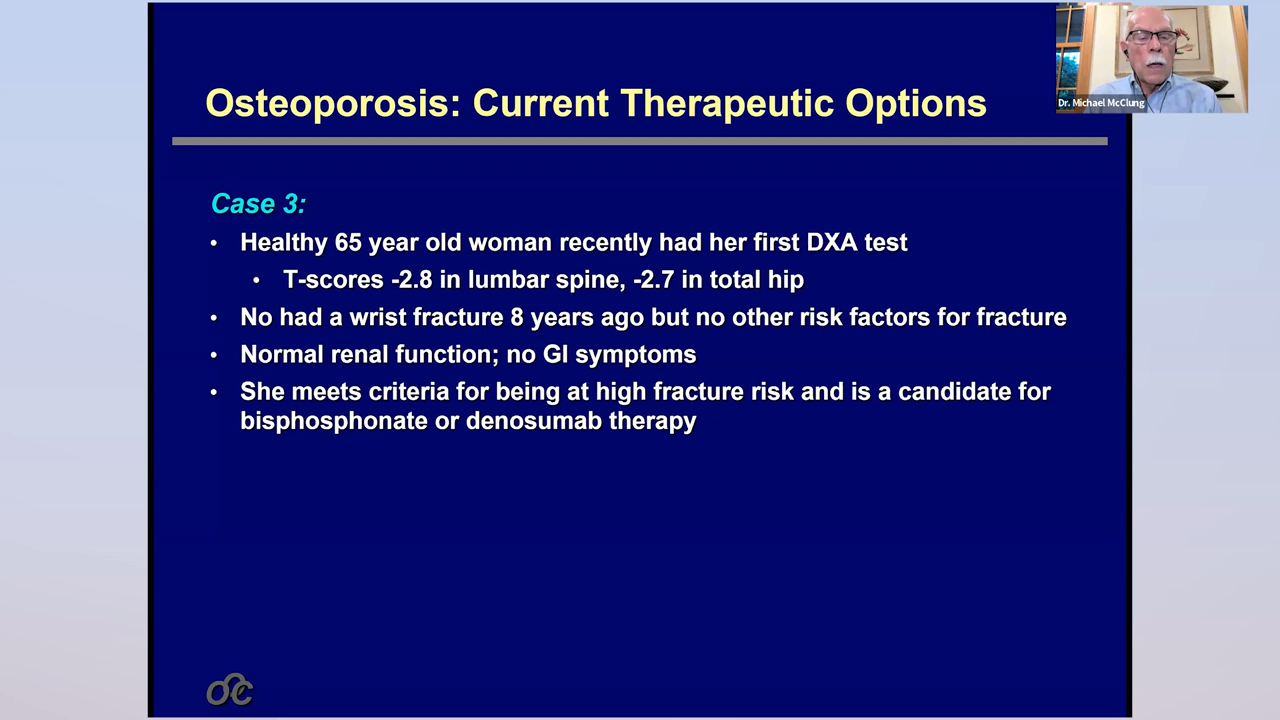 Osteoporosis: Current Therapeutic Options
Dr. Michael McClung
Case 3:
• Healthy 65 year old woman recently had her first DXA test
• T-scores -2.8 in lumbar spine, -2.7 in total hip
• No had a wrist fracture 8 years ago but no other risk factors for fracture
• Normal renal function; no GI symptoms
• She meets criteria for being at high fracture risk and is a candidate for
bisphosphonate or denosumab therapy
OC